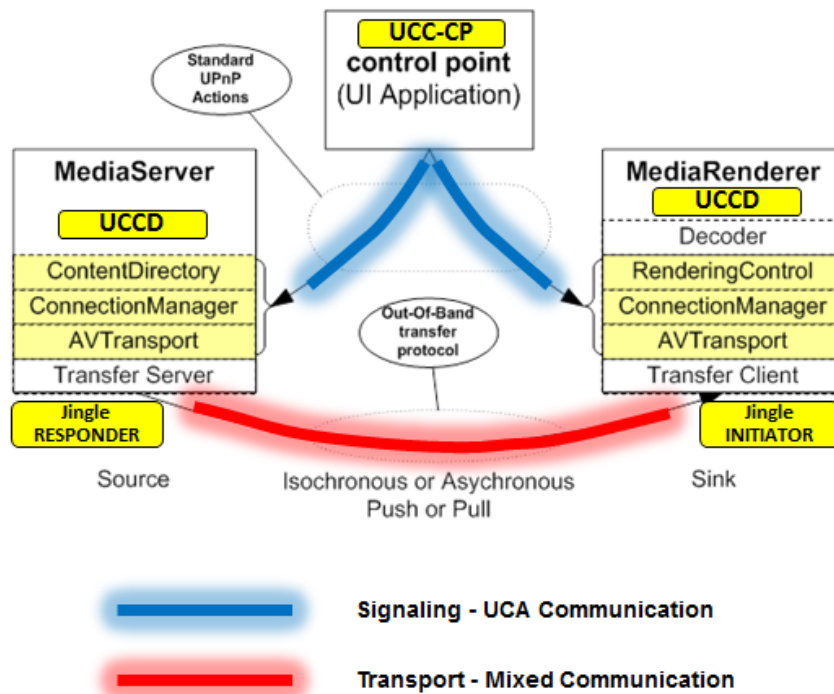 UCC-CP
control point
(UI Application)
Standard
UPnP
Actions
MediaServer
UCCD
ContentDirectory
ConnectionManager
AVTransport
Transfer Server
Jingle
RESPONDER
Source
MediaRenderer
UCCD
Decoder
RenderingControl
ConnectionManager
AVTransport
Transfer Client
Jingle
INITIATOR
Sink
Out-Of-Band
transfer
protocol
Isochronous or Asychronous
Push or Pull
Signaling - UCA Communication
Transport - Mixed Communication